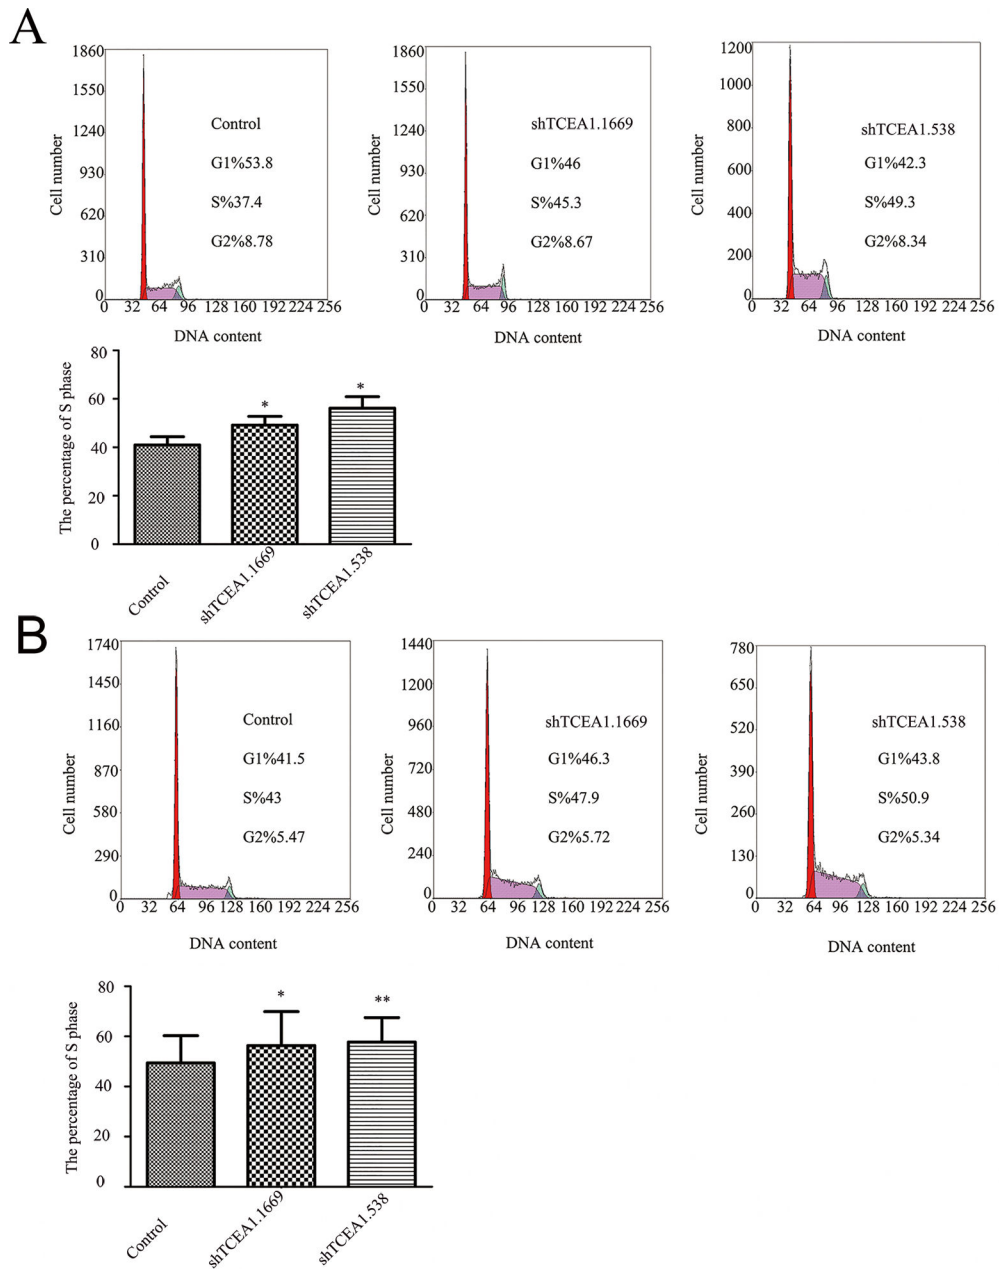 A
1860
1550
1240
930
620
310
0
Cell number
Control
G1%53.8
S%37.4
G2%8.78
0 32 64 96 128 160 192 224 256
DNA content
1860
1550
1240
930
620
310
0
Cell number
shTCEA1.1669
G1%46
S%45.3
G2%8.67
0 32 64 96 128 160 192 224 256
DNA content
1200
1000
800
600
400
200
0
Cell number
shTCEA1.538
G1%42.3
S%49.3
G2%8.34
0 32 64 96 128 160 192 224 256
DNA content
The percentage of S phase
80
60
40
20
0
*
*
Control
shTCEA1.1669
shTCEA1.538
B
1740
1450
1160
870
580
290
0
Cell number
Control
G1%41.5
S%43
G2%5.47
0 32 64 96 128 160 192 224 256
DNA content
1440
1200
960
720
480
240
0
Cell number
shTCEA1.1669
G1%46.3
S%47.9
G2%5.72
0 32 64 96 128 160 192 224 256
DNA content
780
650
520
390
260
130
0
Cell number
shTCEA1.538
G1%43.8
S%50.9
G2%5.34
0 32 64 96 128 160 192 224 256
DNA content
The percentage of S phase
80
60
40
20
0
*
**
Control
shTCEA1.1669
shTCEA1.538